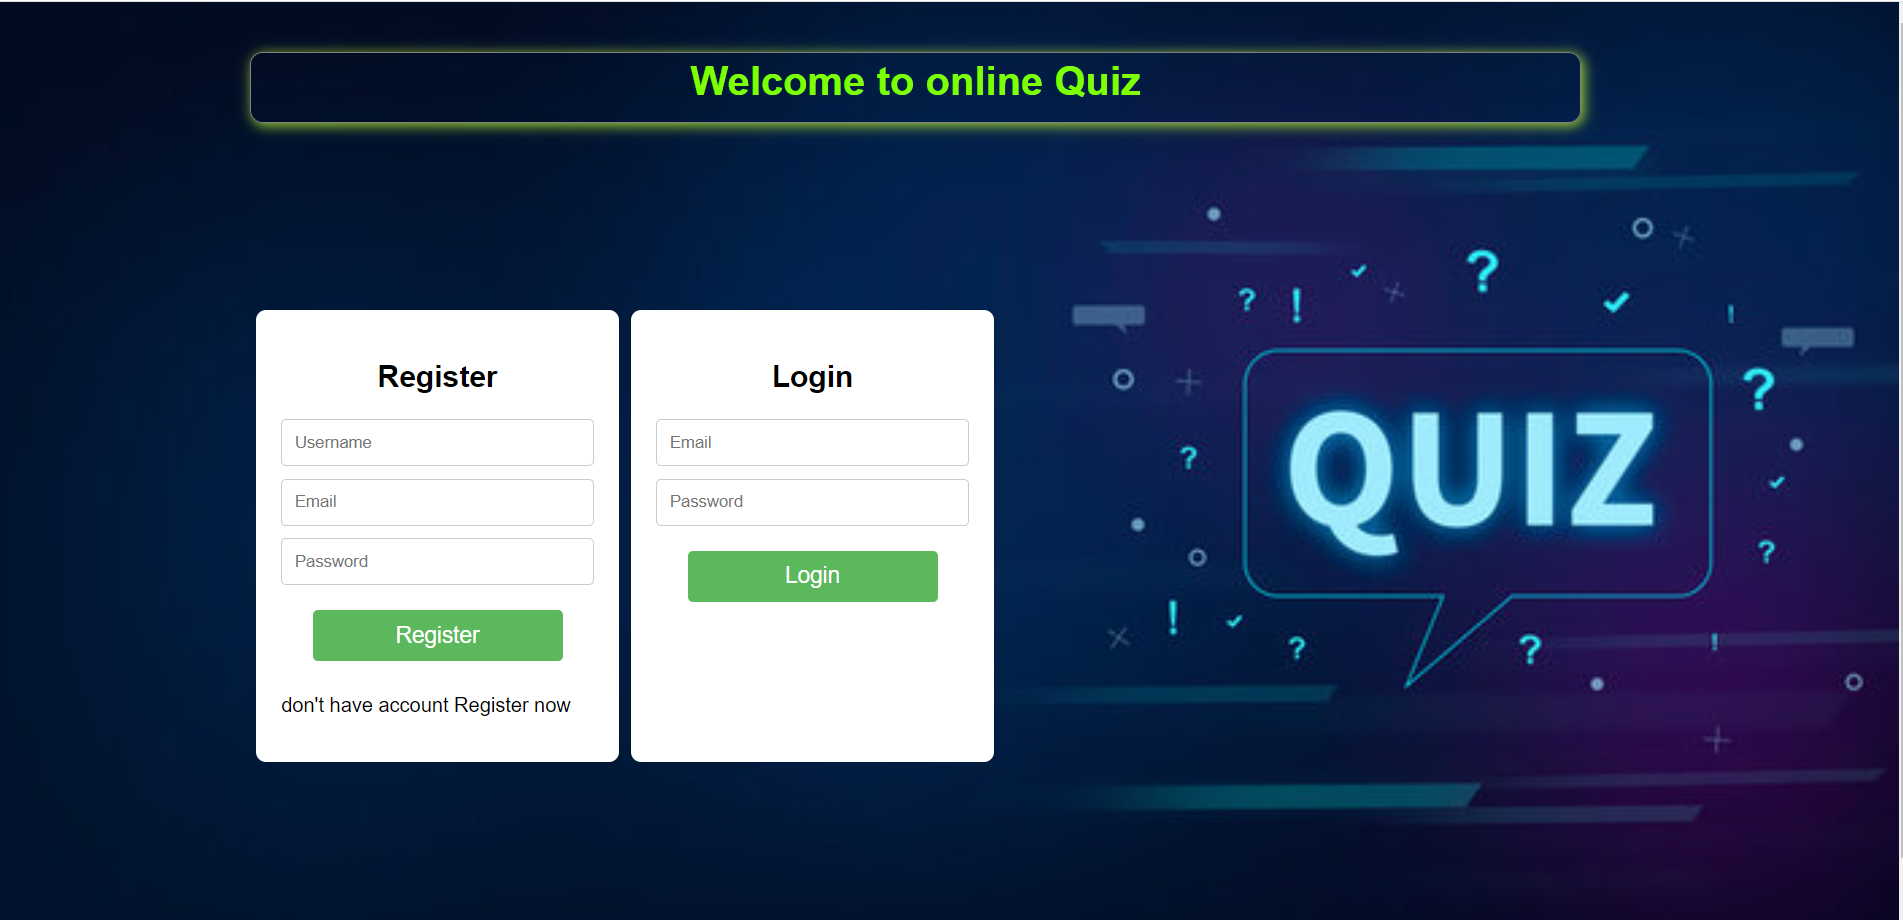 Welcome to online Quiz
Register
Username
Email
Password
Register
don't have account Register now
Login
Email
Password
Login
QUIZ